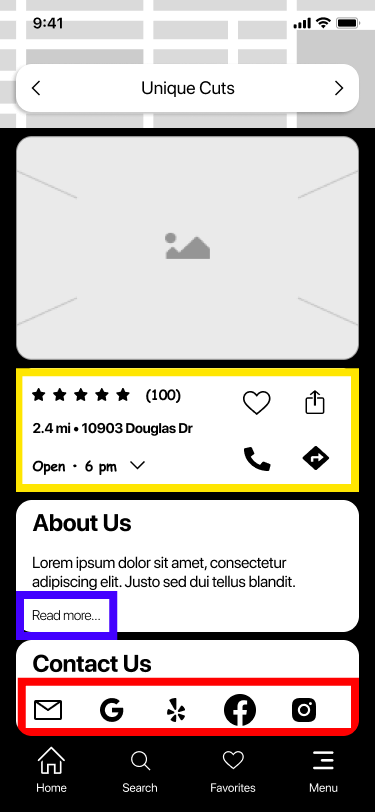 9:41
Unique Cuts
★ ★ ★ ★ ★ (100)
2.4 mi • 10903 Douglas Dr
Open · 6 pm
About Us
Lorem ipsum dolor sit amet, consectetur
adipiscing elit. Justo sed dui tellus blandit.
Read more...
Contact Us
Home Search Favorites Menu